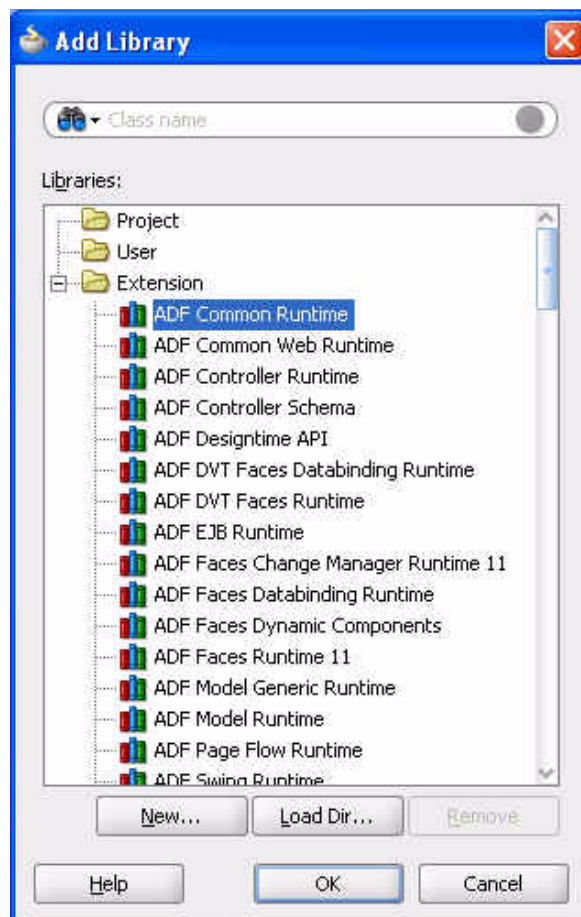 Add Library
Class name
Libraries:
Project
User
Extension
ADF Common Runtime
ADF Common Web Runtime
ADF Controller Runtime
ADF Controller Schema
ADF Designtime API
ADF DVT Faces Databinding Runtime
ADF DVT Faces Runtime
ADF EJB Runtime
ADF Faces Change Manager Runtime 11
ADF Faces Databinding Runtime
ADF Faces Dynamic Components
ADF Faces Runtime 11
ADF Model Generic Runtime
ADF Model Runtime
ADF Page Flow Runtime
ADF Swing Runtime
New... Load Dir... Remove
Help OK Cancel